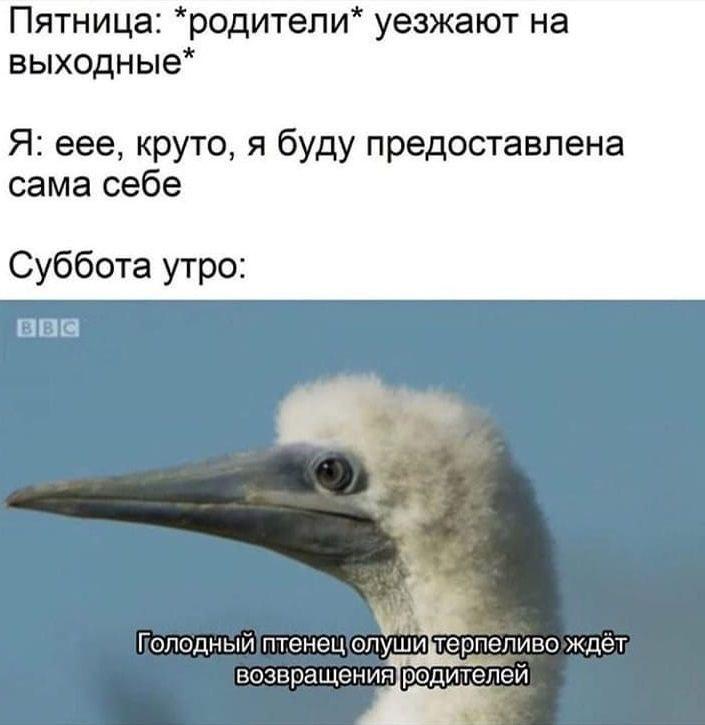 Пятница: *родители* уезжают на
выходные*
Я: еее, круто, я буду предоставлена
сама себе
Суббота утро:
BBC
Голодный птенец олуши терпеливо ждёт
возвращения родителей